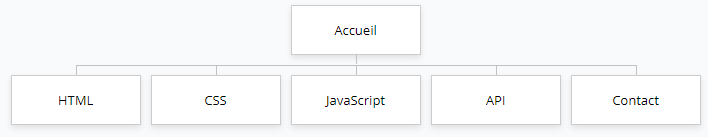 Accueil
HTML
CSS
JavaScript
API
Contact